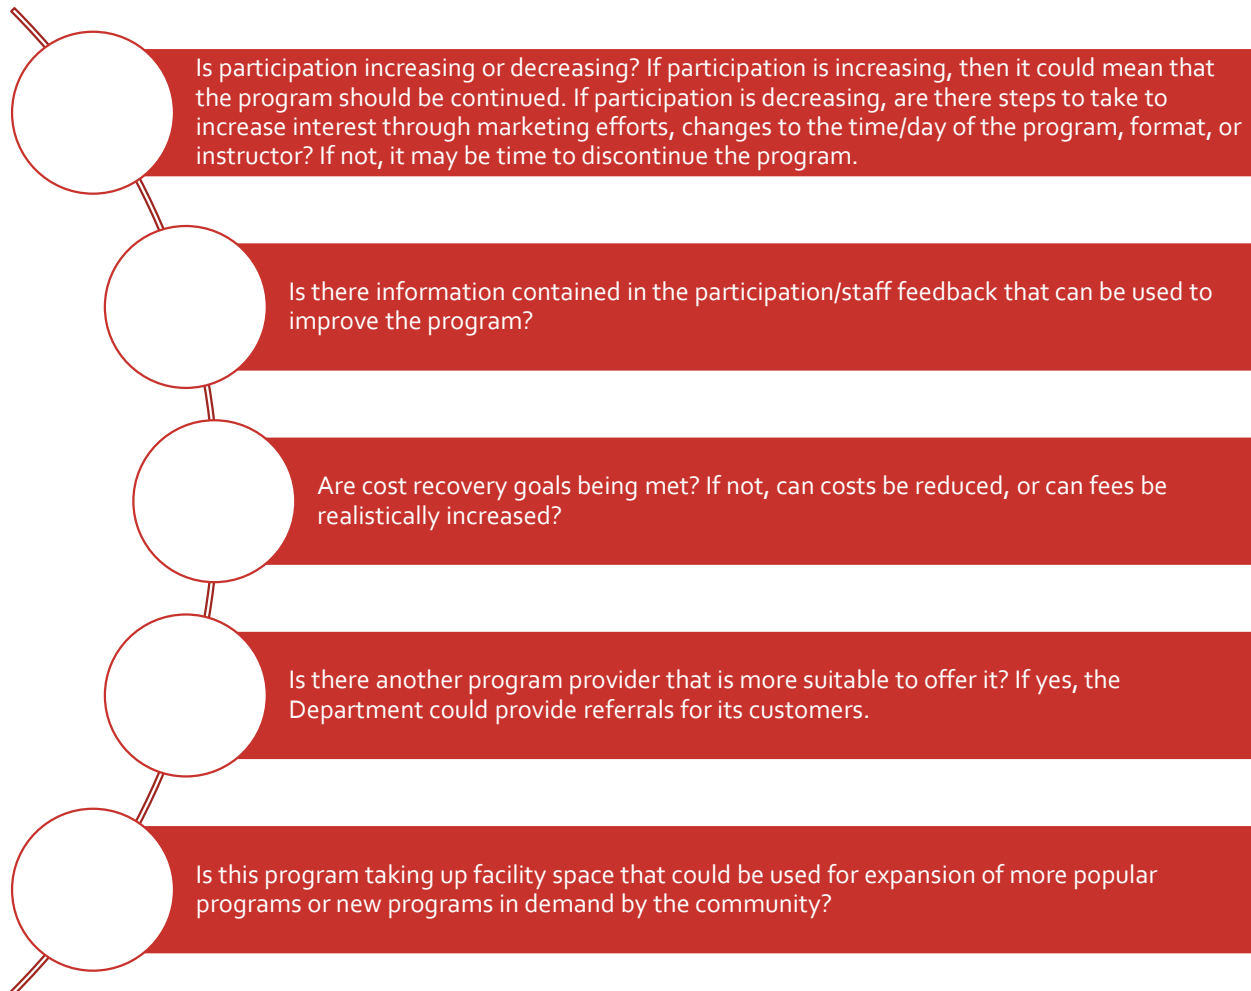 Is participation increasing or decreasing? If participation is increasing, then it could mean that
the program should be continued. If participation is decreasing, are there steps to take to
increase interest through marketing efforts, changes to the time/day of the program, format, or
instructor? If not, it may be time to discontinue the program.
Is there information contained in the participation/staff feedback that can be used to
improve the program?
Are cost recovery goals being met? If not, can costs be reduced, or can fees be
realistically increased?
Is there another program provider that is more suitable to offer it? If yes, the
Department could provide referrals for its customers.
Is this program taking up facility space that could be used for expansion of more popular
programs or new programs in demand by the community?